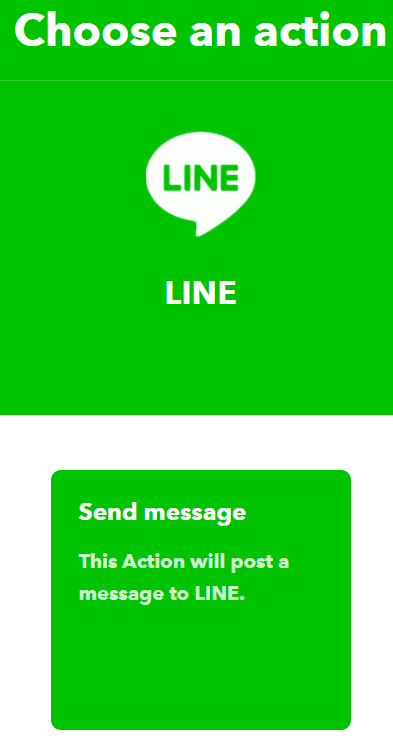 Choose an action
LINE
LINE
Send message
This Action will post a
message to LINE.